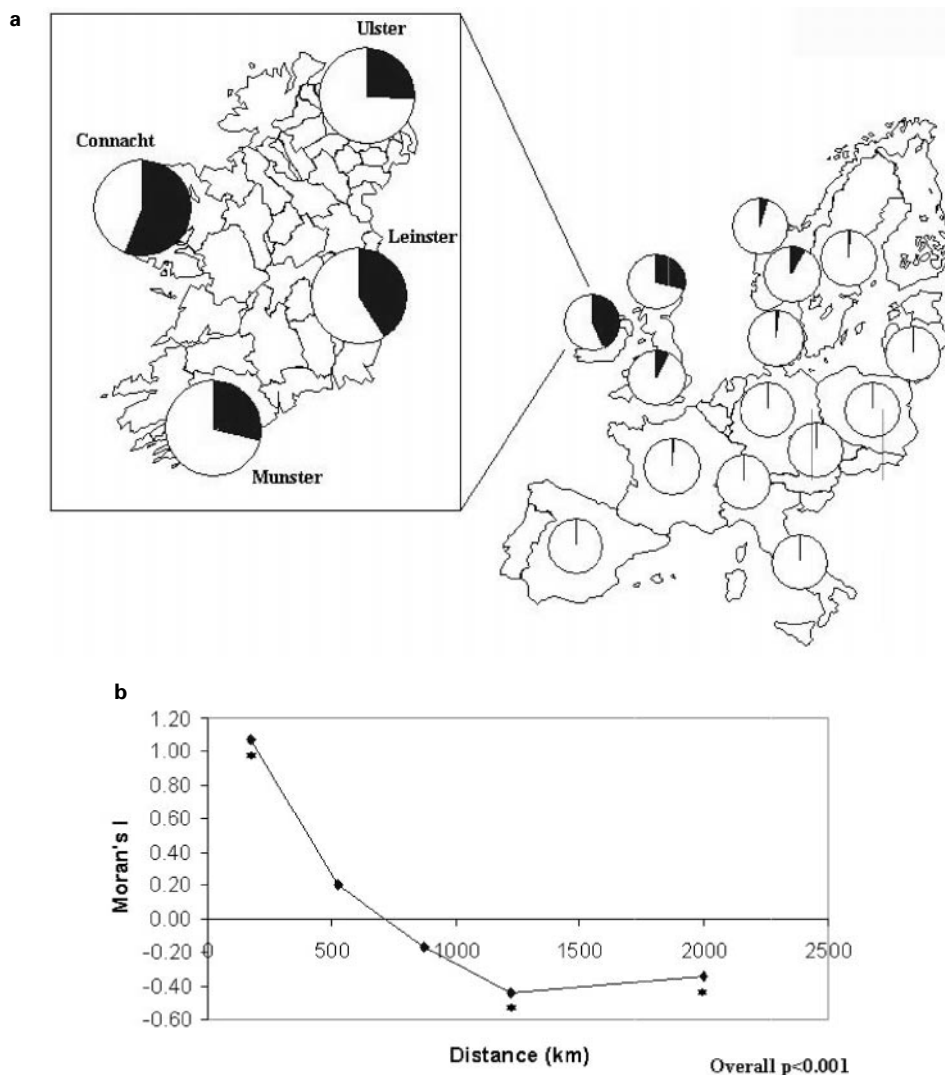 a
Ulster
Connacht
Leinster
Munster
b
1.20
1.00
0.80
0.60
0.40
0.20
0.00
-0.20
-0.40
-0.60
Moran's I
0 500 1000 1500 2000 2500
Distance (km)
Overall p<0.001